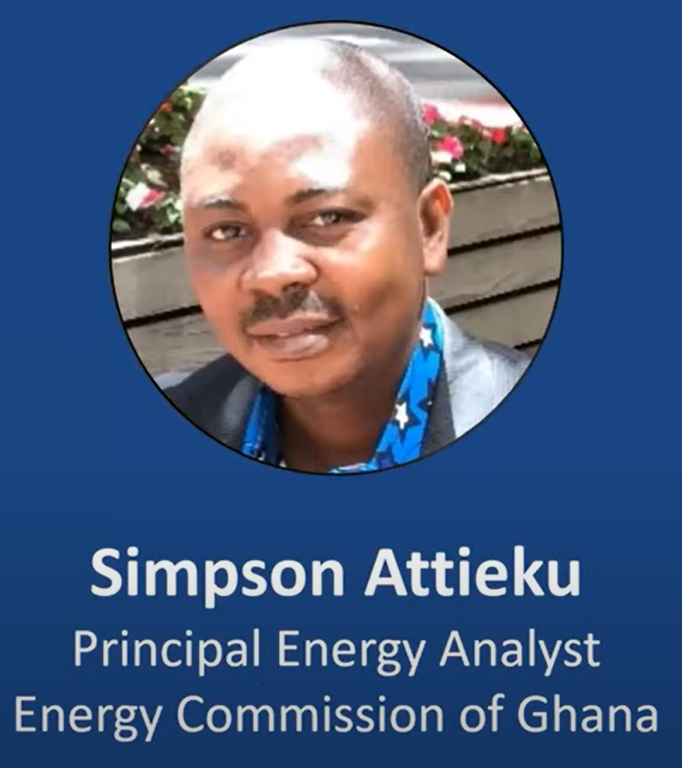 Simpson Attieku
Principal Energy Analyst
Energy Commission of Ghana